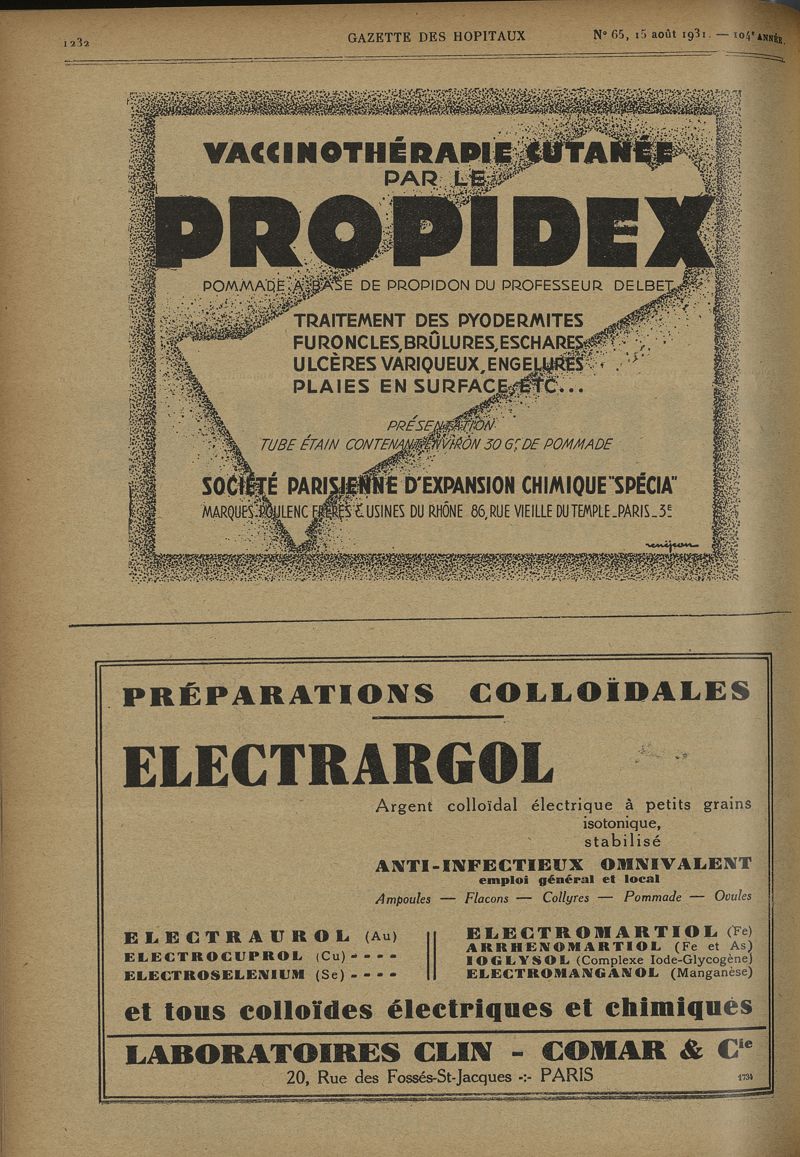 1232
GAZETTE DES HOPITAUX
N° 65, 15 août 1931. — 104e ANNÉE.
VACCINOTHÉRAPIE CUTANÉE
PAR LE
PROPIDEX
POMMADE A BASE DE PROPIDON DU PROFESSEUR DELBET
TRAITEMENT DES PYODERMITES
FURONCLES, BRÛLURES, ESCHARES
ULCÈRES VARIQUEUX, ENGELURES
PLAIES EN SURFACE, ETC...
PRÉSENTATION
TUBE ÉTAIN CONTENANT ENVIRON 30 Gr. DE POMMADE
SOCIÉTÉ PARISIENNE D'EXPANSION CHIMIQUE "SPÉCIA"
MARQUES POULENC FRÈRES & USINES DU RHÔNE 86, RUE VIEILLE DU TEMPLE _ PARIS _ 3E
PRÉPARATIONS COLLOÏDALES
ELECTRARGOL
Argent colloïdal électrique à petits grains
isotonique,
stabilisé
ANTI-INFECTIEUX OMNIVALENT
emploi général et local
Ampoules — Flacons — Collyres — Pommade — Ovules
ELECTRAUROL (Au)
ELECTROCUPROL (Cu) - - - -
ELECTROSELENIUM (Se) - - - -
ELECTROMARTIOL (Fe)
ARRHENOMARTIOL (Fe et As)
IOGLYSOL (Complexe Iode-Glycogène)
ELECTROMANGANOL (Manganèse)
et tous colloïdes électriques et chimiques
LABORATOIRES CLIN - COMAR & Cie
20, Rue des Fossés-St-Jacques -:- PARIS
1734